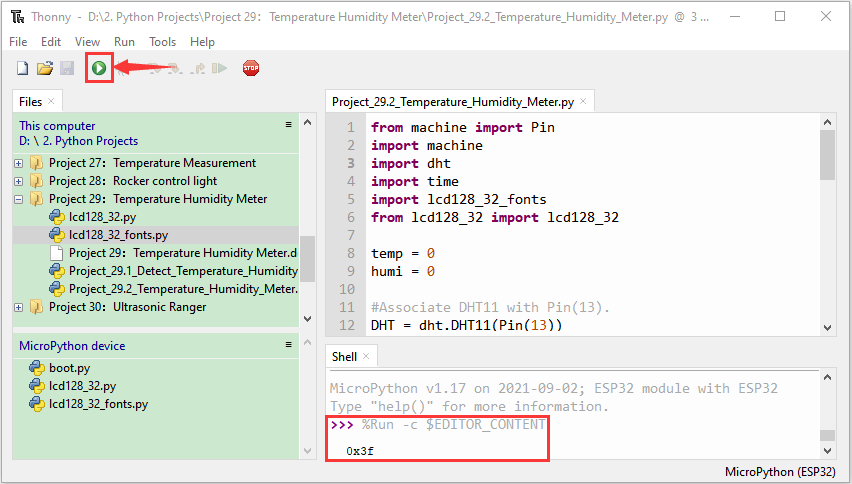 Thonny - D:\2. Python Projects\Project 29：Temperature Humidity Meter\Project_29.2_Temperature_Humidity_Meter.py @ 3 ...
File Edit View Run Tools Help
STOP
Files
This computer
D: \ 2. Python Projects
Project 27：Temperature Measurement
Project 28：Rocker control light
Project 29：Temperature Humidity Meter
lcd128_32.py
lcd128_32_fonts.py
Project 29：Temperature Humidity Meter.d
Project_29.1_Detect_Temperature_Humidity
Project_29.2_Temperature_Humidity_Meter.
Project 30：Ultrasonic Ranger
MicroPython device
boot.py
lcd128_32.py
lcd128_32_fonts.py
Project_29.2_Temperature_Humidity_Meter.py
1 from machine import Pin
2 import machine
3 import dht
4 import time
5 import lcd128_32_fonts
6 from lcd128_32 import lcd128_32
7
8 temp = 0
9 humi = 0
10
11 #Associate DHT11 with Pin(13).
12 DHT = dht.DHT11(Pin(13))
Shell
MicroPython v1.17 on 2021-09-02; ESP32 module with ESP32
Type "help()" for more information.
>>> %Run -c $EDITOR_CONTENT
0x3f
MicroPython (ESP32)